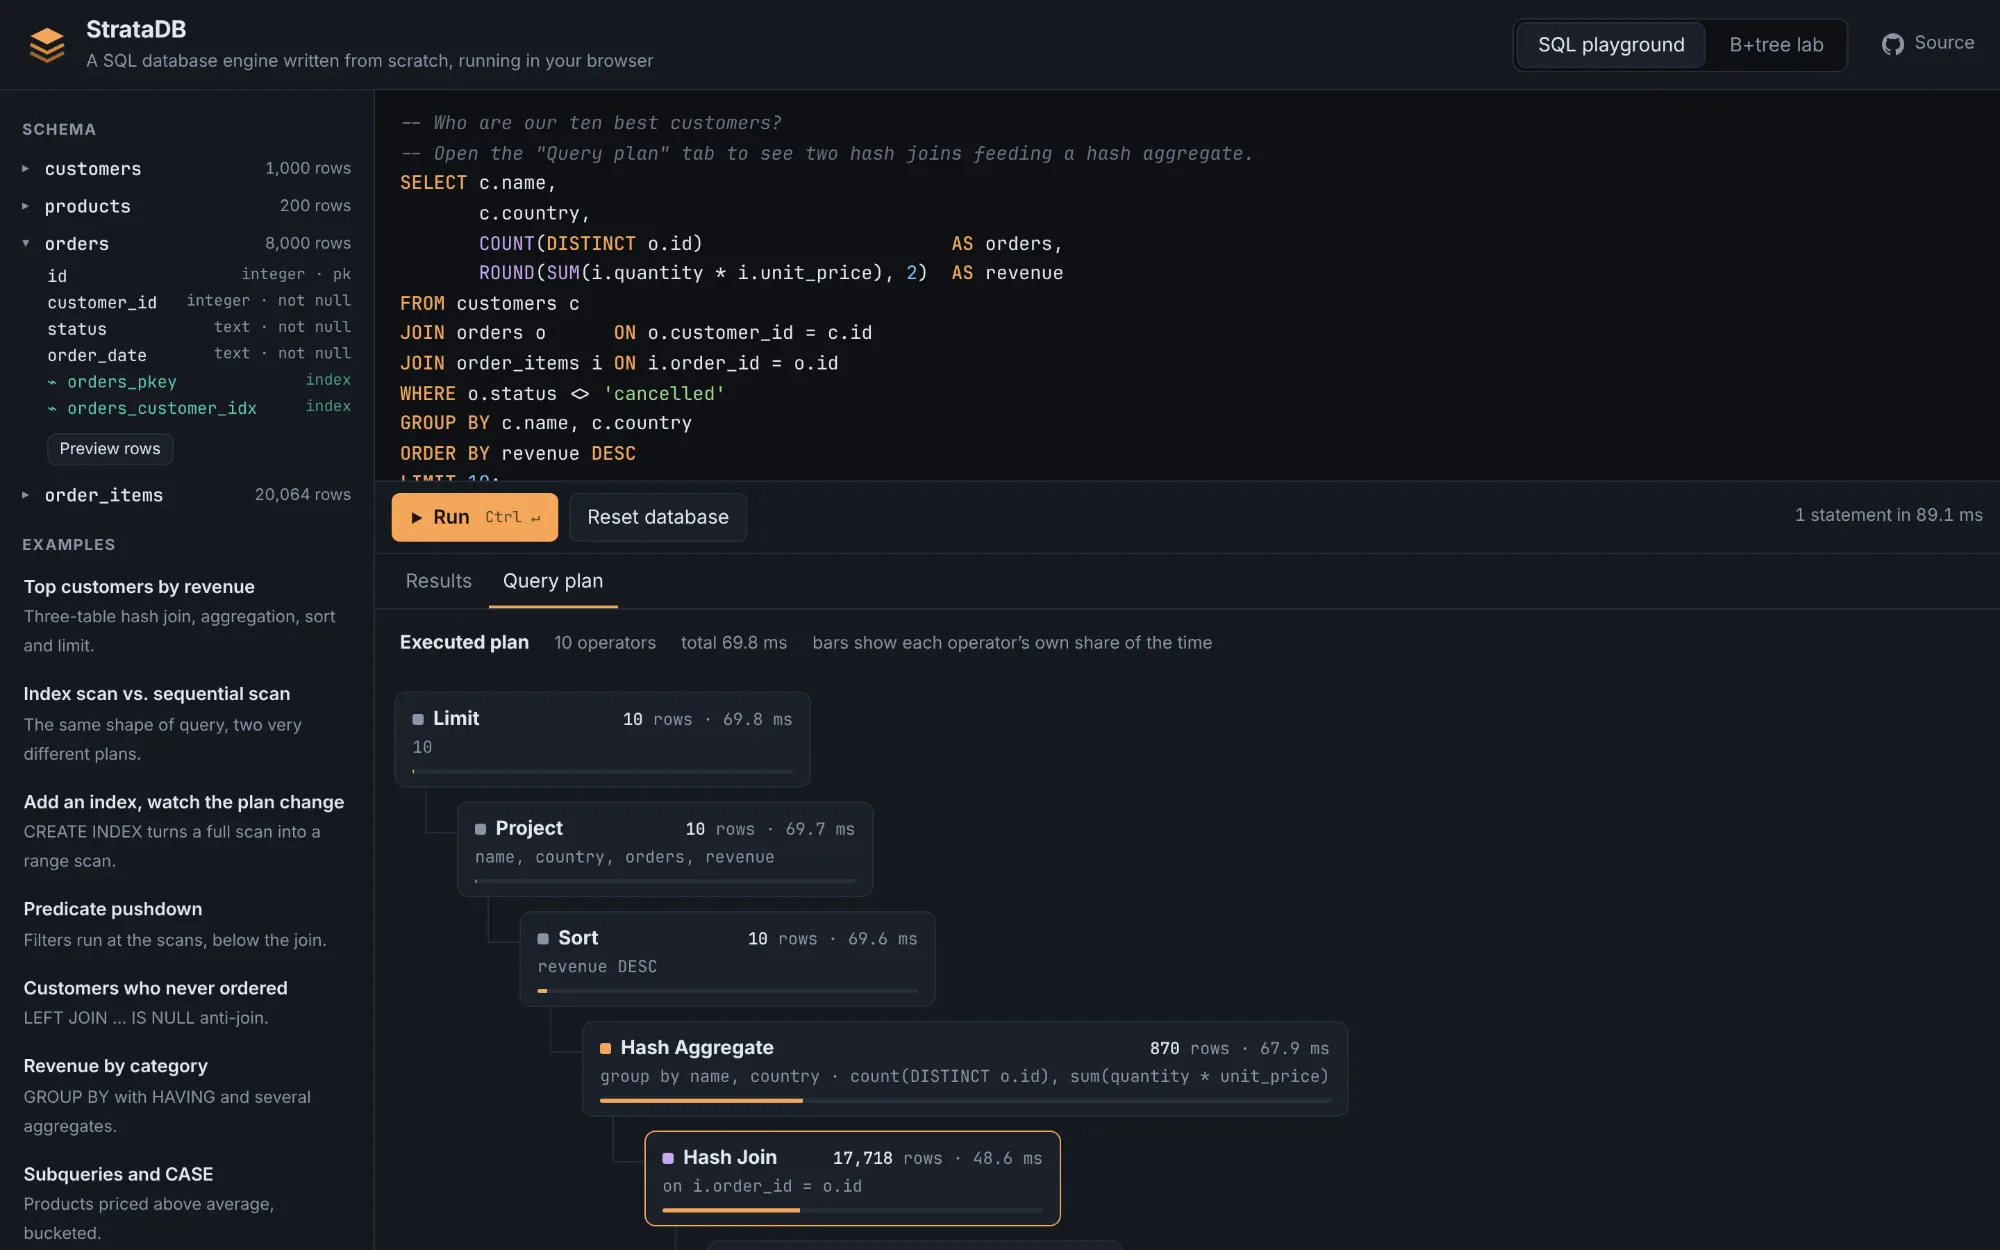 StrataDB
A SQL database engine written from scratch, running in your browser
SQL playground
B+tree lab
Source
SCHEMA
▸ customers 1,000 rows
▸ products 200 rows
▾ orders 8,000 rows
id integer · pk
customer_id integer · not null
status text · not null
order_date text · not null
orders_pkey index
orders_customer_idx index
Preview rows
▸ order_items 20,064 rows
EXAMPLES
Top customers by revenue
Three-table hash join, aggregation, sort
and limit.
Index scan vs. sequential scan
The same shape of query, two very
different plans.
Add an index, watch the plan change
CREATE INDEX turns a full scan into a
range scan.
Predicate pushdown
Filters run at the scans, below the join.
Customers who never ordered
LEFT JOIN … IS NULL anti-join.
Revenue by category
GROUP BY with HAVING and several
aggregates.
Subqueries and CASE
Products priced above average,
bucketed.
-- Who are our ten best customers?
-- Open the "Query plan" tab to see two hash joins feeding a hash aggregate.
SELECT c.name,
c.country,
COUNT(DISTINCT o.id) AS orders,
ROUND(SUM(i.quantity * i.unit_price), 2) AS revenue
FROM customers c
JOIN orders o ON o.customer_id = c.id
JOIN order_items i ON i.order_id = o.id
WHERE o.status <> 'cancelled'
GROUP BY c.name, c.country
ORDER BY revenue DESC
LIMIT 10;
▶ Run Ctrl ↵
Reset database
1 statement in 89.1 ms
Results
Query plan
Executed plan 10 operators total 69.8 ms bars show each operator’s own share of the time
Limit 10 rows · 69.8 ms
10
Project 10 rows · 69.7 ms
name, country, orders, revenue
Sort 10 rows · 69.6 ms
revenue DESC
Hash Aggregate 870 rows · 67.9 ms
group by name, country · count(DISTINCT o.id), sum(quantity * unit_price)
Hash Join 17,718 rows · 48.6 ms
on i.order_id = o.id